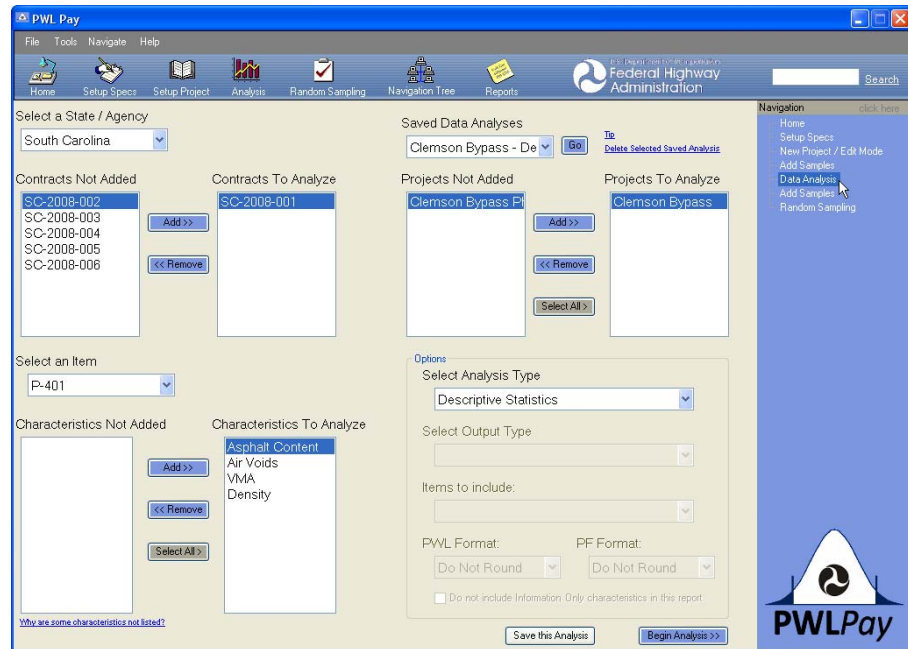 PWL Pay
File Tools Navigate Help
Home Setup Specs Setup Project Analysis Random Sampling Navigation Tree Reports
Federal Highway
Administration
Search
Navigation click here
Home
Setup Specs
New Project / Edit Mode
Add Samples
Data Analysis
Add Samples
Random Sampling
Select a State / Agency
South Carolina
Saved Data Analyses
Clemson Bypass - De
Go
Tip
Delete Selected Saved Analysis
Contracts Not Added
SC-2008-002
SC-2008-003
SC-2008-004
SC-2008-005
SC-2008-006
Add >>
<< Remove
Contracts To Analyze
SC-2008-001
Projects Not Added
Clemson Bypass Ph
Add >>
<< Remove
Select All >
Projects To Analyze
Clemson Bypass
Select an Item
P-401
Characteristics Not Added
Add >>
<< Remove
Select All >
Characteristics To Analyze
Asphalt Content
Air Voids
VMA
Density
Why are some characteristics not listed?
Options
Select Analysis Type
Descriptive Statistics
Select Output Type
Items to include:
PWL Format: PF Format:
Do Not Round Do Not Round
Do not include Information Only characteristics in this report
Save this Analysis
Begin Analysis >>
PWLPay